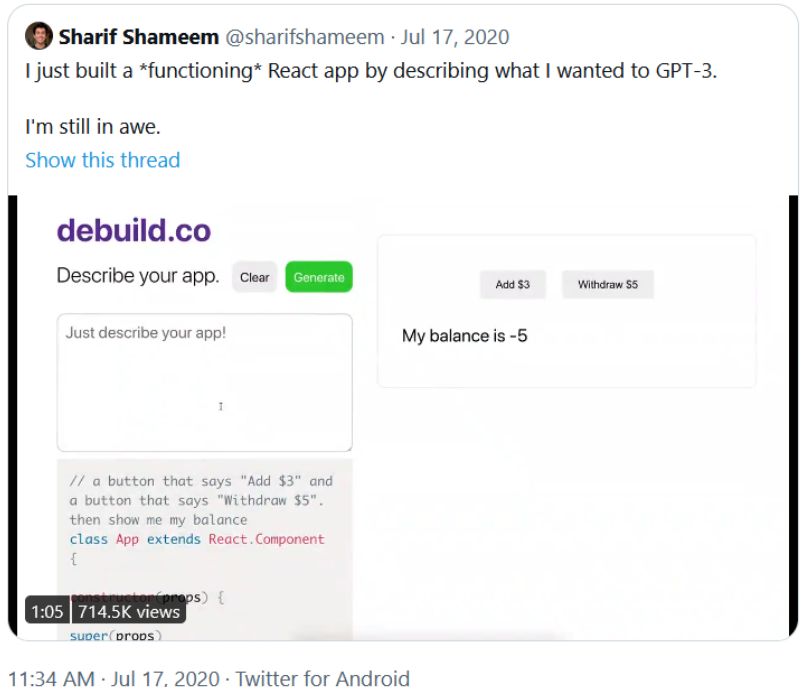 Sharif Shameem @sharifshameem · Jul 17, 2020
I just built a *functioning* React app by describing what I wanted to GPT-3.
I'm still in awe.
Show this thread
debuild.co
Describe your app.
Clear
Generate
Just describe your app!
// a button that says "Add $3" and
a button that says "Withdraw $5".
then show me my balance
class App extends React.Component
{
constructor(props) {
super(props)
Add $3
Withdraw $5
My balance is -5
1:05
714.5K views
11:34 AM · Jul 17, 2020 · Twitter for Android